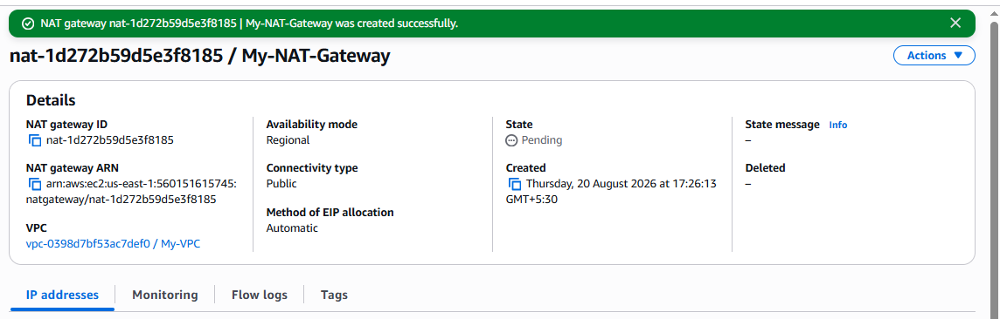 NAT gateway nat-1d272b59d5e3f8185 | My-NAT-Gateway was created successfully.
nat-1d272b59d5e3f8185 / My-NAT-Gateway
Actions
Details
NAT gateway ID
nat-1d272b59d5e3f8185
NAT gateway ARN
arn:aws:ec2:us-east-1:560151615745:
natgateway/nat-1d272b59d5e3f8185
VPC
vpc-0398d7bf53ac7def0 / My-VPC
Availability mode
Regional
Connectivity type
Public
Method of EIP allocation
Automatic
State
Pending
Created
Thursday, 20 August 2026 at 17:26:13
GMT+5:30
State message Info
–
Deleted
–
IP addresses
Monitoring
Flow logs
Tags